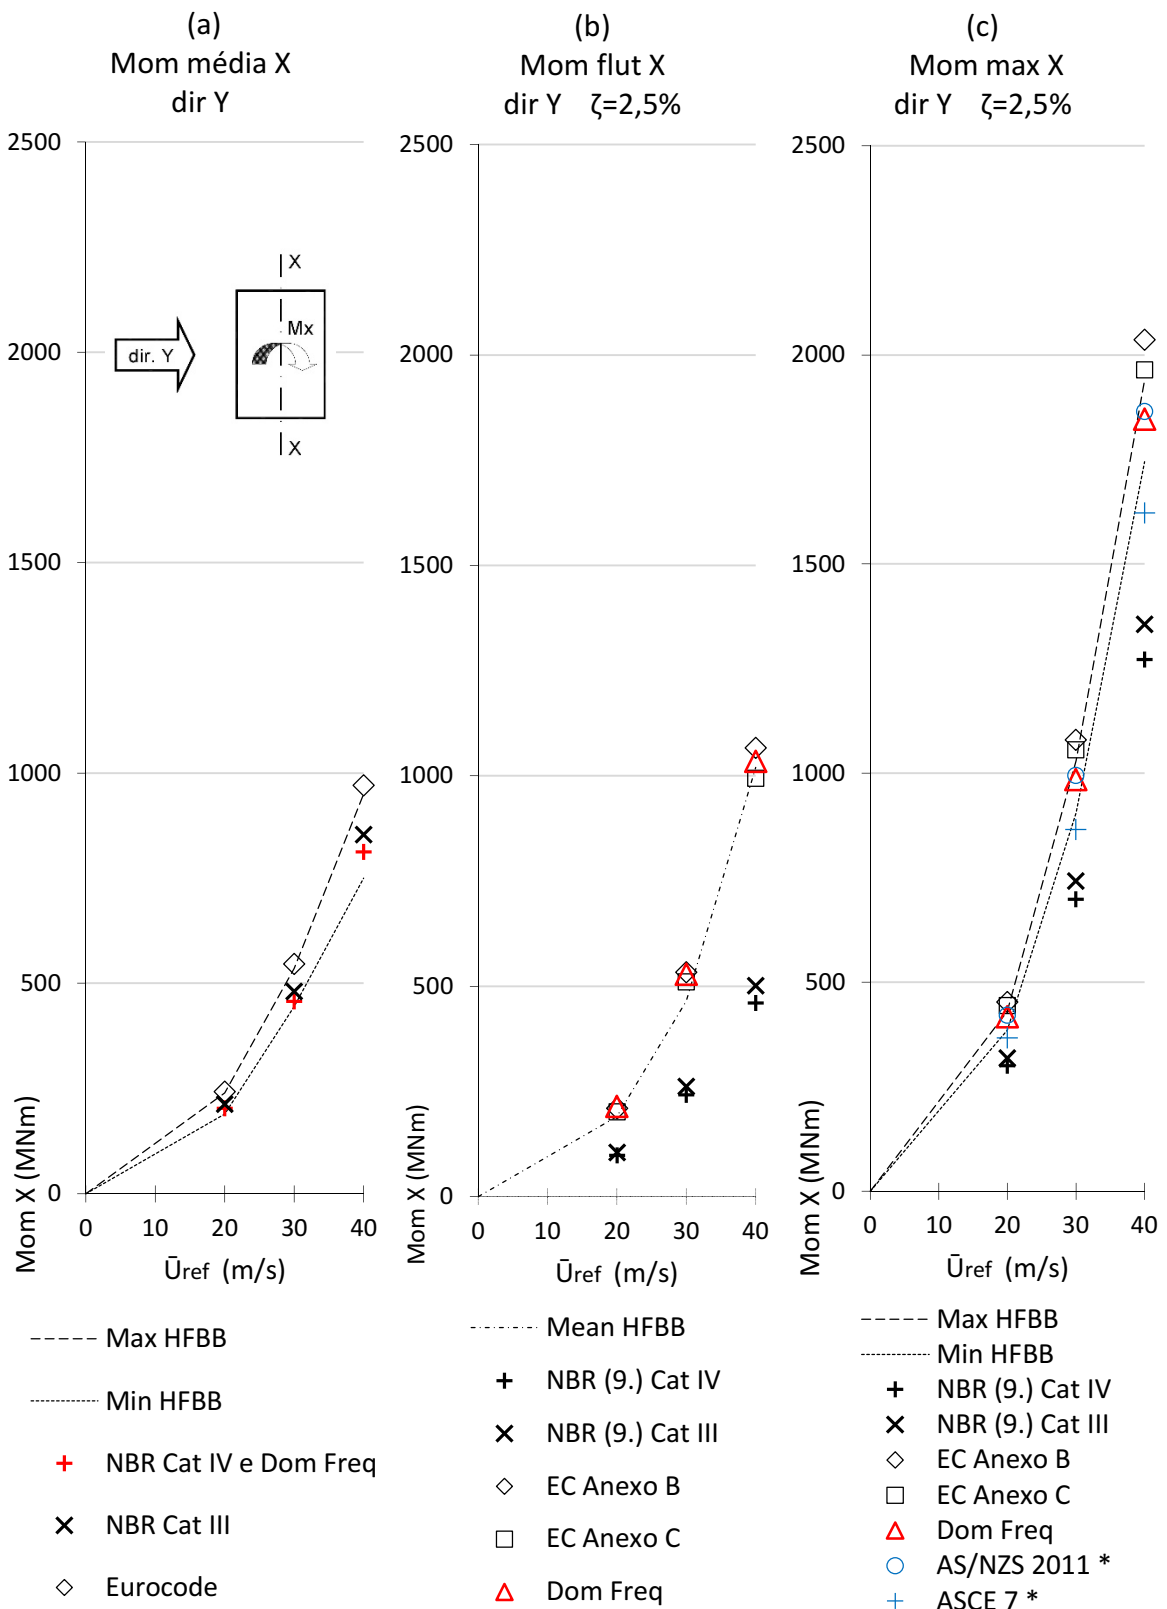 (a)
Mom média X
dir Y
2500
2000
1500
1000
500
0
0 10 20 30 40
Mom X (MNm)
Ūref (m/s)
X
Mx
dir. Y
X
Max HFBB
Min HFBB
NBR Cat IV e Dom Freq
NBR Cat III
Eurocode
(b)
Mom flut X
dir Y ζ=2,5%
2500
2000
1500
1000
500
0
0 10 20 30 40
Mom X (MNm)
Ūref (m/s)
Mean HFBB
NBR (9.) Cat IV
NBR (9.) Cat III
EC Anexo B
EC Anexo C
Dom Freq
(c)
Mom max X
dir Y ζ=2,5%
2500
2000
1500
1000
500
0
0 10 20 30 40
Mom X (MNm)
Ūref (m/s)
Max HFBB
Min HFBB
NBR (9.) Cat IV
NBR (9.) Cat III
EC Anexo B
EC Anexo C
Dom Freq
AS/NZS 2011 *
ASCE 7 *